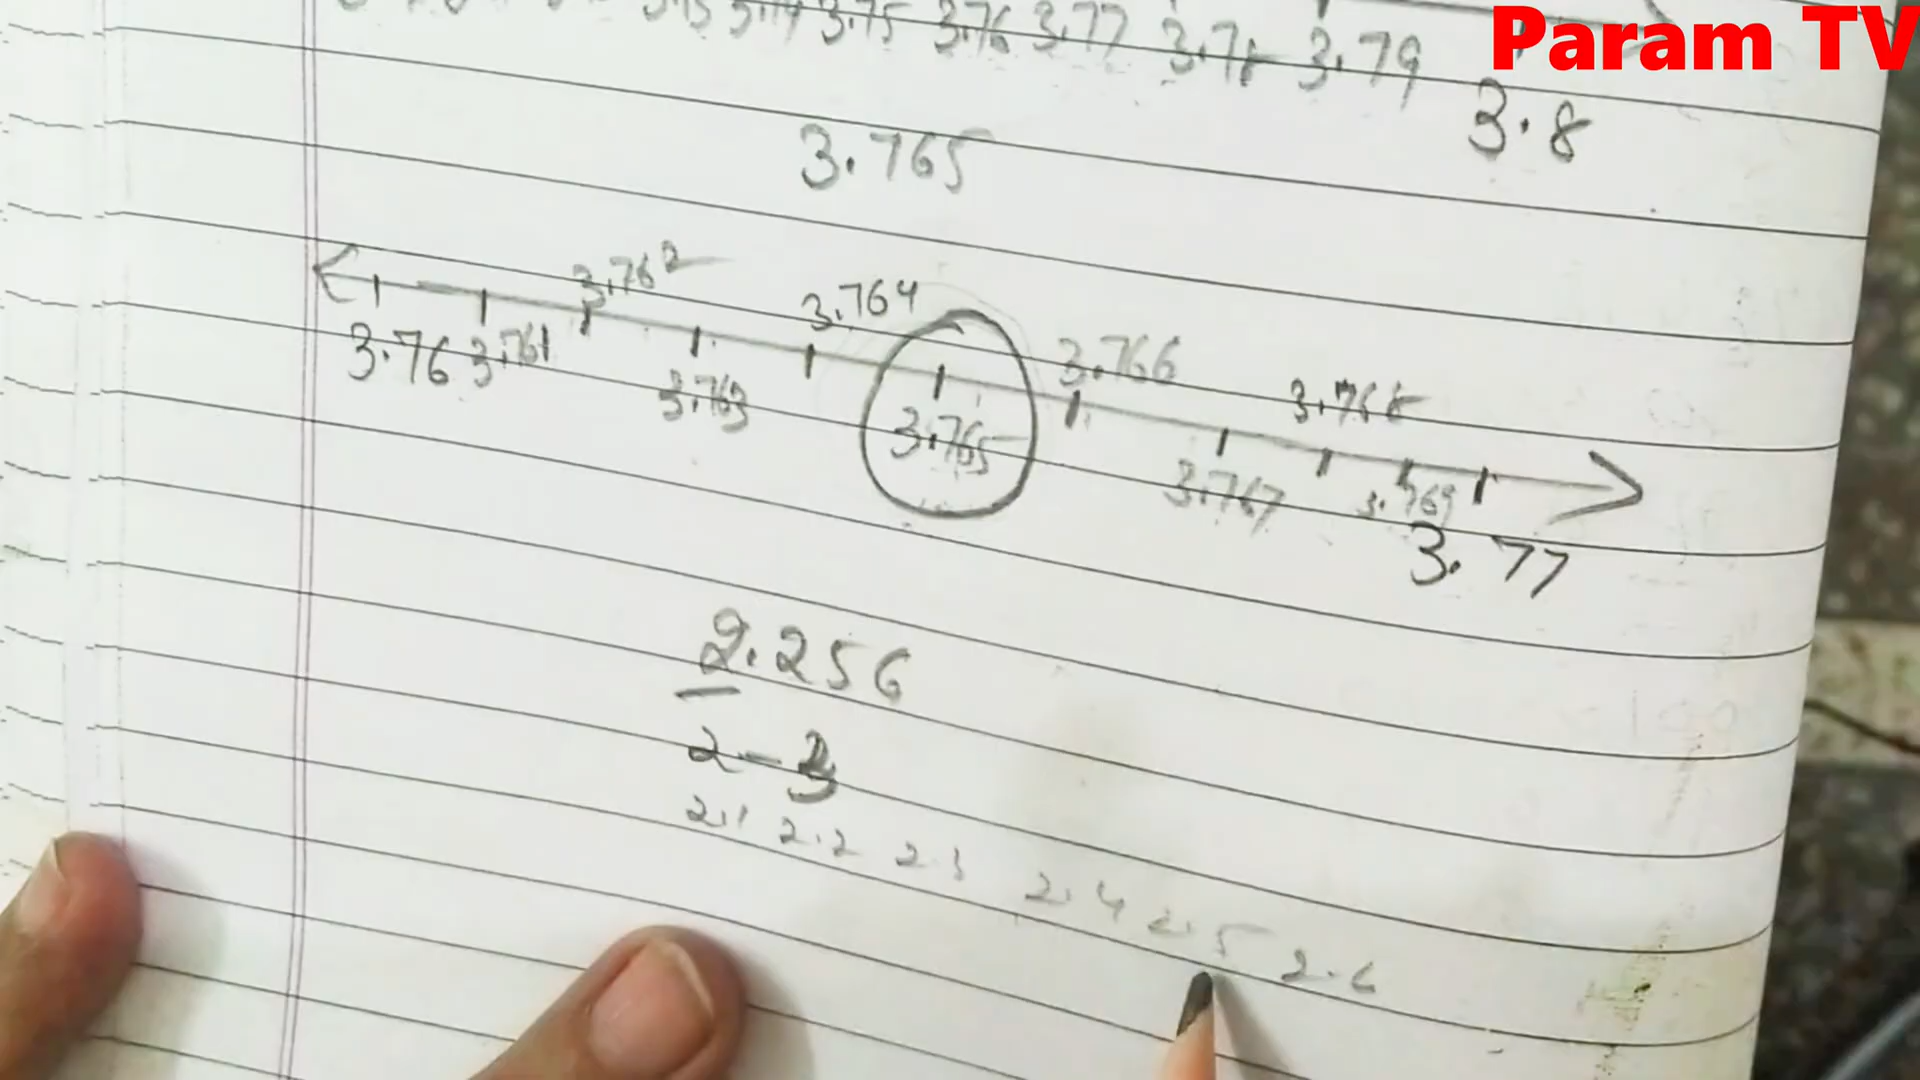 Param TV
3.75 3.76 3.77 3.78 3.79
3.8
3.765
3.762 3.764 3.766 3.768
3.76 3.761 3.763 3.765 3.767 3.769
3.77
2.256
2-3
2.1 2.2 2.3 2.4 2.5 2.6